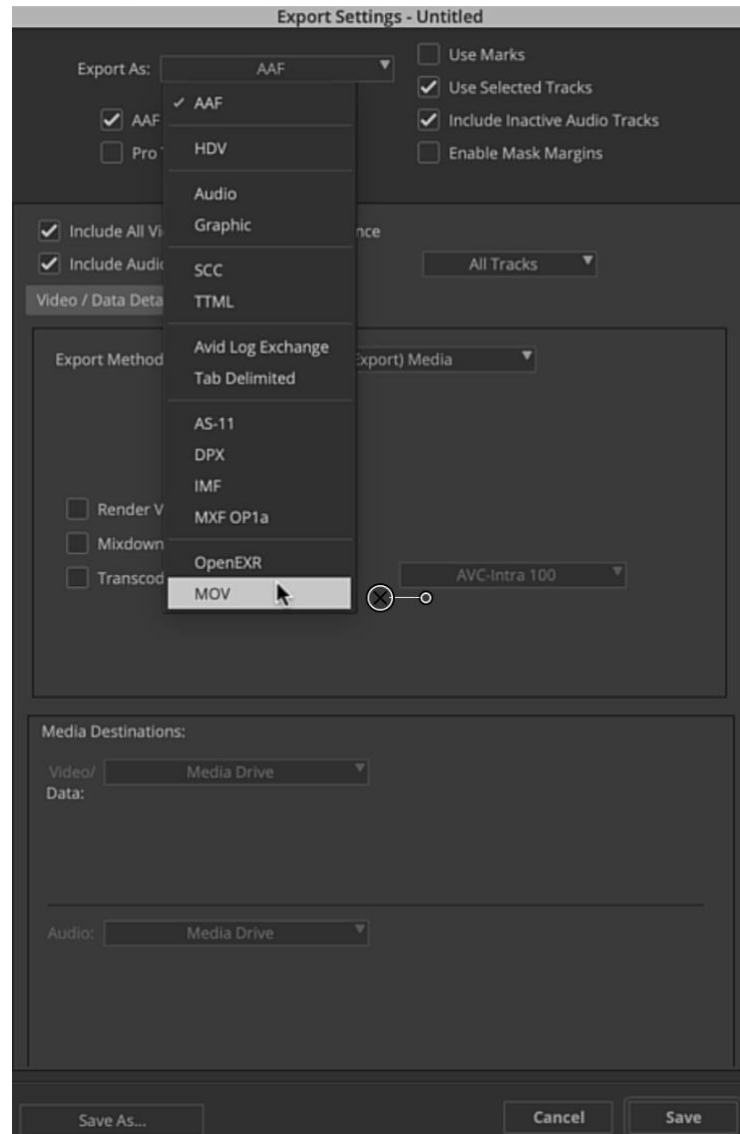 Export Settings - Untitled
Export As: AAF
Use Marks
Use Selected Tracks
AAF
Include Inactive Audio Tracks
Pro
Enable Mask Margins
AAF
HDV
Audio
Graphic
SCC
TTML
Avid Log Exchange
Tab Delimited
AS-11
DPX
IMF
MXF OP1a
OpenEXR
MOV
Include All Vi nce
Include Audio All Tracks
Video / Data Deta
Export Method Export) Media
Render V
Mixdown
Transcod AVC-Intra 100
Media Destinations:
Video/ Media Drive
Data:
Audio: Media Drive
Save As... Cancel Save